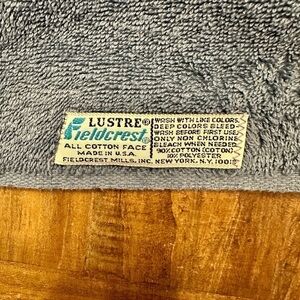 LUSTRE®
Fieldcrest
ALL COTTON FACE
MADE IN U.S.A.
WASH WITH LIKE COLORS.
DEEP COLORS BLEED-
WASH BEFORE FIRST USE.
ONLY NON CHLORINE
BLEACH WHEN NEEDED
90% COTTON (COTON)
10% POLYESTER
FIELDCREST MILLS, INC. NEW YORK, N.Y.